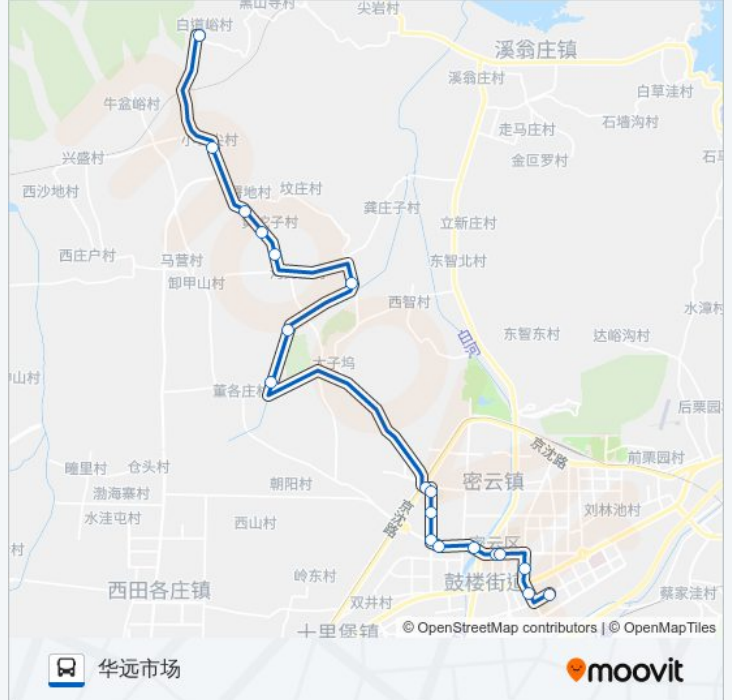 黑山寺村
尖岩村
白道峪村
溪翁庄镇
溪翁庄村
白草洼村
牛盆峪村
石墙沟村
走马庄村
兴盛村
金叵罗村
西沙地村
坟庄村
龚庄子村
立新庄村
西庄户村
马营村
东智北村
卸甲山村
西智村
水漳村
白河
东智东村
达峪沟村
太子坞
董各庄村
后栗园
京沈路
疃里村
仓头村
前栗园村
朝阳村
密云镇
渤海寨村
京沈路
刘林池村
水洼屯村
西山村
密云区
村
岭东村
鼓楼街道
西田各庄镇
双井村
蔡家洼村
十里堡镇
© OpenStreetMap contributors | © OpenMapTiles
华远市场
moovit